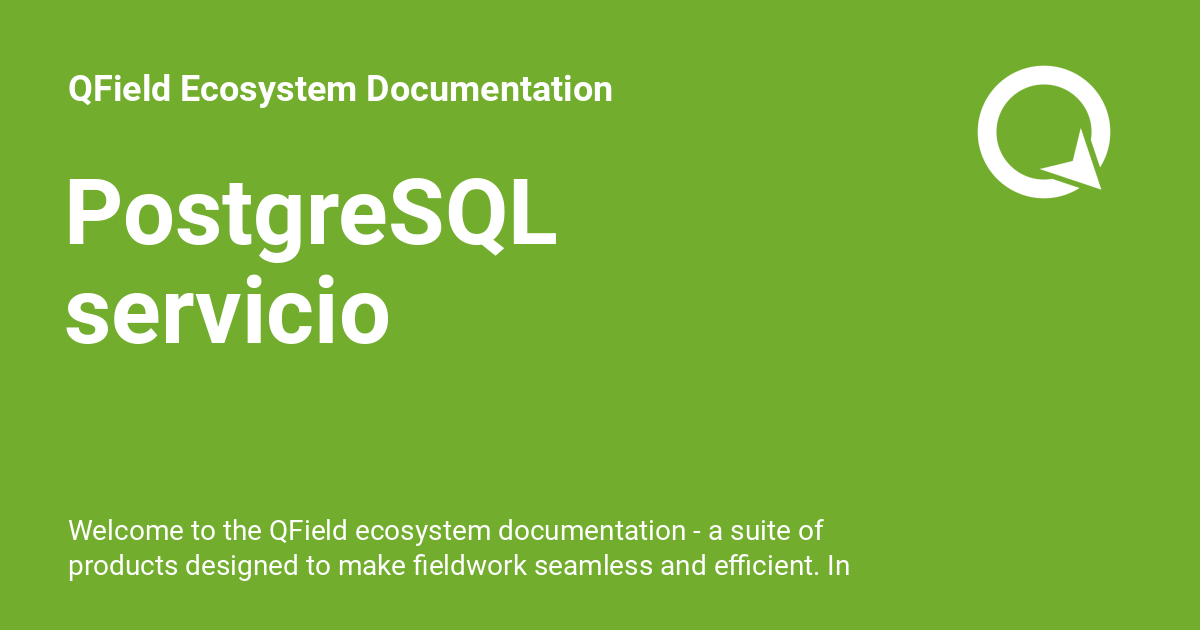 QField Ecosystem Documentation
PostgreSQL
servicio
Welcome to the QField ecosystem documentation - a suite of
products designed to make fieldwork seamless and efficient. In